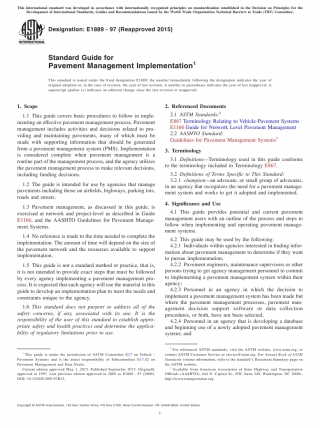 This international standard was developed in accordance with internationally recognized principles on standardization established in the Decision on Principles for the
Development of International Standards, Guides and Recommendations issued by the World Trade Organization Technical Barriers to Trade (TBT) Committee.
Designation: E1889 − 97 (Reapproved 2015)
Standard Guide for
Pavement Management Implementation1
This standard is issued under the fixed designation E1889; the number immediately following the designation indicates the year of
original adoption or, in the case of revision, the year of last revision. A number in parentheses indicates the year of last reapproval. A
superscript epsilon (ε) indicates an editorial change since the last revision or reapproval.
1. Scope
1.1 This guide covers basic procedures to follow in imple-
menting an effective pavement management process. Pavement
management includes activities and decisions related to pro-
viding and maintaining pavements, many of which must be
made with supporting information that should be generated
from a pavement management system (PMS). Implementation
is considered complete when pavement management is a
routine part of the management process, and the agency utilizes
the pavement management process to make relevant decisions,
including funding decisions.
1.2 The guide is intended for use by agencies that manage
pavements including those on airfields, highways, parking lots,
roads and streets.
1.3 Pavement management, as discussed in this guide, is
exercised at network and project-level as described in Guide
E1166, and the AASHTO Guidelines for Pavement Manage-
ment Systems.
1.4 No reference is made to the time needed to complete the
implementation. The amount of time will depend on the size of
the pavement network and the resources available to support
implementation.
1.5 This guide is not a standard method or practice, that is,
it is not intended to provide exact steps that must be followed
by every agency implementing a pavement management pro-
cess. It is expected that each agency will use the material in this
guide to develop an implementation plan to meet the needs and
constraints unique to the agency.
1.6 This standard does not purport to address all of the
safety concerns, if any, associated with its use. It is the
responsibility of the user of this standard to establish appro-
priate safety and health practices and determine the applica-
bility of regulatory limitations prior to use.
1 This guide is under the jurisdiction of ASTM Committee E17 on Vehicle -
Pavement Systems and is the direct responsibility of Subcommittee E17.42 on
Pavement Management and Data Needs.
Current edition approved May 1, 2015. Published September 2015. Originally
approved in 1997. Last previous edition approved in 2009 as E1889 – 97 (2009).
DOI: 10.1520/E1889-97R15.
2. Referenced Documents
2.1 ASTM Standards:2
E867 Terminology Relating to Vehicle-Pavement Systems
E1166 Guide for Network Level Pavement Management
2.2 AASHTO Standard:
Guidelines for Pavement Management Systems3
3. Terminology
3.1 Definitions—Terminology used in this guide conforms
to the terminology included in Terminology E867.
3.2 Definitions of Terms Specific to This Standard:
3.2.1 champion—an advocate, or small group of advocates,
in an agency that recognizes the need for a pavement manage-
ment system and works to get it adopted and implemented.
4. Significance and Use
4.1 This guide provides potential and current pavement
management users with an outline of the process and steps to
follow when implementing and operating pavement manage-
ment systems.
4.2 This guide may be used by the following:
4.2.1 Individuals within agencies interested in finding infor-
mation about pavement management to determine if they want
to pursue implementation;
4.2.2 Pavement engineers, maintenance supervisors or other
persons trying to get agency management personnel to commit
to implementing a pavement management system within their
agency;
4.2.3 Personnel in an agency in which the decision to
implement a pavement management system has been made but
where the pavement management processes, pavement man-
agement decision support software or data collection
procedures, or both, have not been selected;
4.2.4 Personnel in an agency that is developing a database
and beginning use of a newly adopted pavement management
system; and
2 For referenced ASTM standards, visit the ASTM website, www.astm.org, or
contact ASTM Customer Service at service@astm.org. For Annual Book of ASTM
Standards volume information, refer to the standard's Document Summary page on
the ASTM website.
3 Available from American Association of State Highway and Transportation
Officials (AASHTO), 444 N. Capitol St., NW, Suite 249, Washington, DC 20001,
http://www.transportation.org.
Copyright © ASTM International, 100 Barr Harbor Drive, PO Box C700, West Conshohocken, PA 19428-2959. United States
1